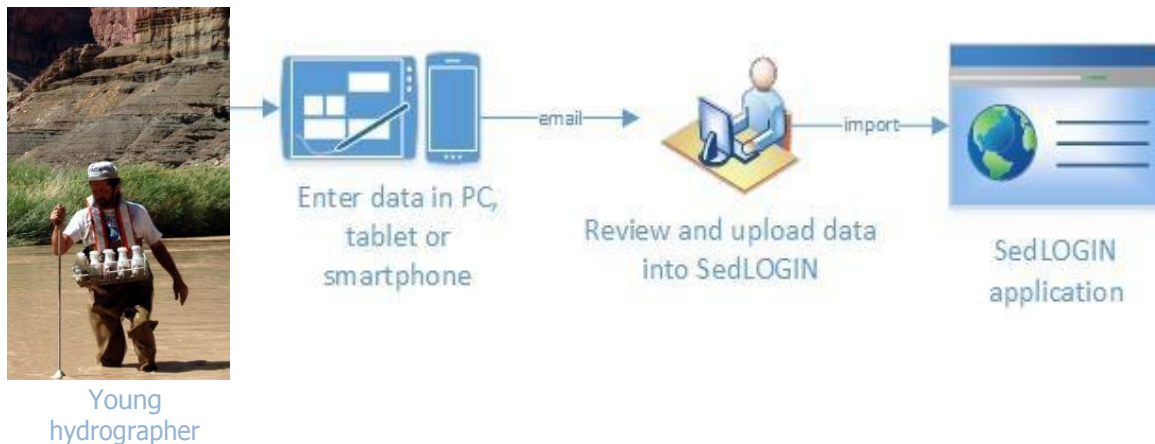 Young
hydrographer
Enter data in PC,
tablet or
smartphone
email
Review and upload data
into SedLOGIN
import
SedLOGIN
application